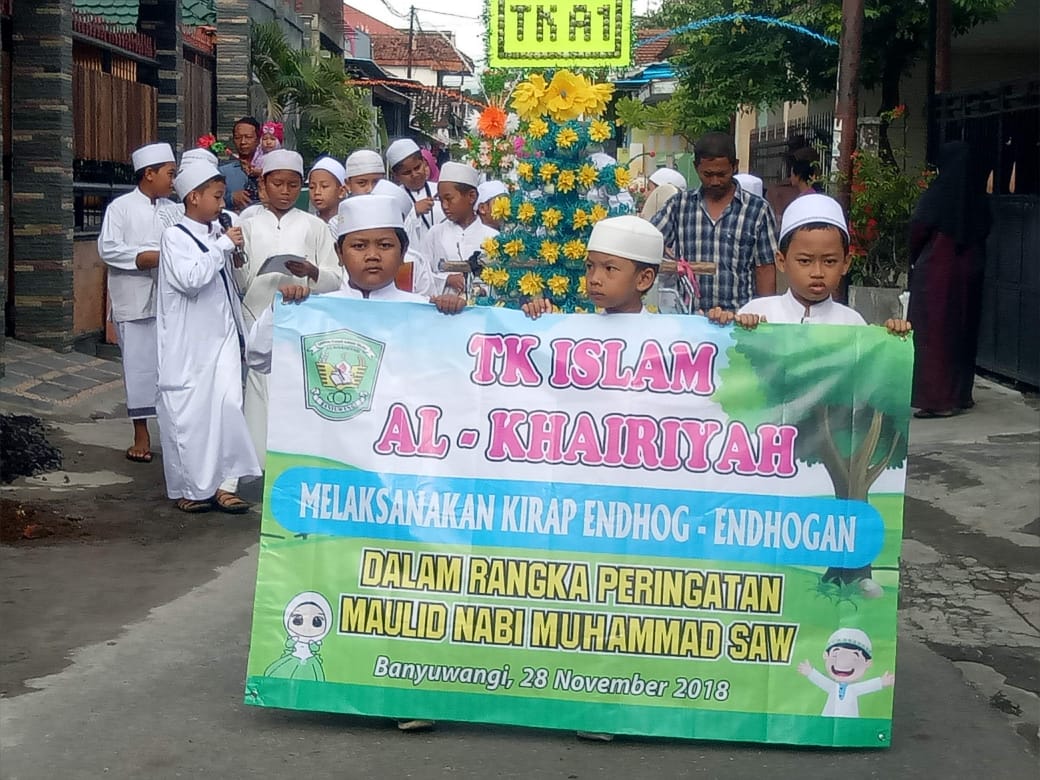 TK A1
TK ISLAM
AL - KHAIRIYAH
MELAKSANAKAN KIRAP ENDHOG - ENDHOGAN
DALAM RANGKA PERINGATAN
MAULID NABI MUHAMMAD SAW
Banyuwangi, 28 November 2018